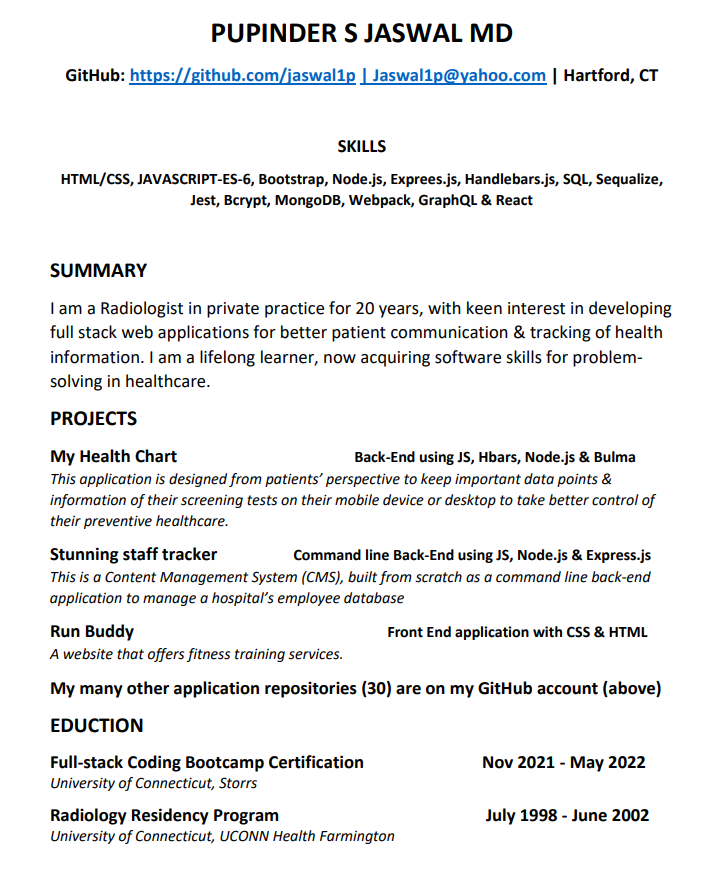 PUPINDER S JASWAL MD
GitHub: https://github.com/jaswal1p | Jaswal1p@yahoo.com | Hartford, CT
SKILLS
HTML/CSS, JAVASCRIPT-ES-6, Bootstrap, Node.js, Exprees.js, Handlebars.js, SQL, Sequalize,
Jest, Bcrypt, MongoDB, Webpack, GraphQL & React
SUMMARY
I am a Radiologist in private practice for 20 years, with keen interest in developing
full stack web applications for better patient communication & tracking of health
information. I am a lifelong learner, now acquiring software skills for problem-
solving in healthcare.
PROJECTS
My Health Chart Back-End using JS, Hbars, Node.js & Bulma
This application is designed from patients’ perspective to keep important data points &
information of their screening tests on their mobile device or desktop to take better control of
their preventive healthcare.
Stunning staff tracker Command line Back-End using JS, Node.js & Express.js
This is a Content Management System (CMS), built from scratch as a command line back-end
application to manage a hospital’s employee database
Run Buddy Front End application with CSS & HTML
A website that offers fitness training services.
My many other application repositories (30) are on my GitHub account (above)
EDUCTION
Full-stack Coding Bootcamp Certification Nov 2021 - May 2022
University of Connecticut, Storrs
Radiology Residency Program July 1998 - June 2002
University of Connecticut, UCONN Health Farmington